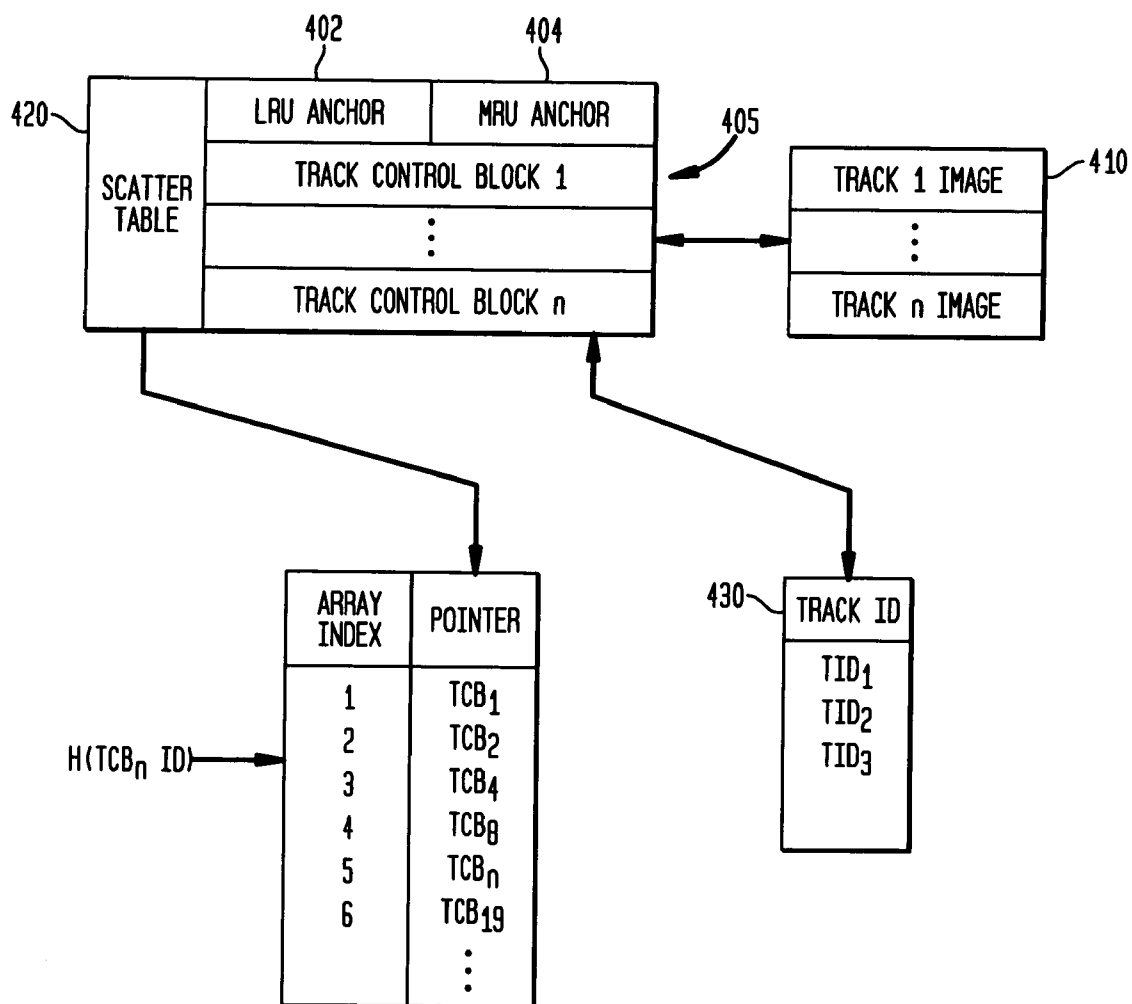 402 404
420 LRU ANCHOR MRU ANCHOR 405
SCATTER TABLE
TRACK CONTROL BLOCK 1
TRACK CONTROL BLOCK n
TRACK 1 IMAGE 410
TRACK n IMAGE
ARRAY INDEX POINTER
1 TCB1
2 TCB2
3 TCB4
4 TCB8
5 TCBn
6 TCB19
H(TCBn ID)
430 TRACK ID
TID1
TID2
TID3